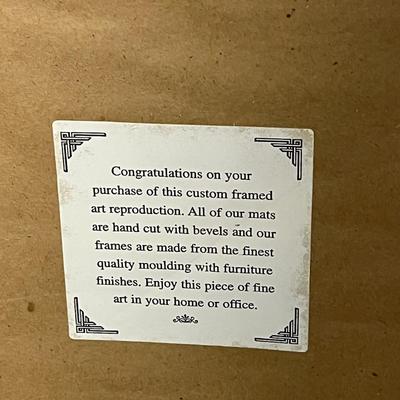 Congratulations on your
purchase of this custom framed
art reproduction. All of our mats
are hand cut with bevels and our
frames are made from the finest
quality moulding with furniture
finishes. Enjoy this piece of fine
art in your home or office.